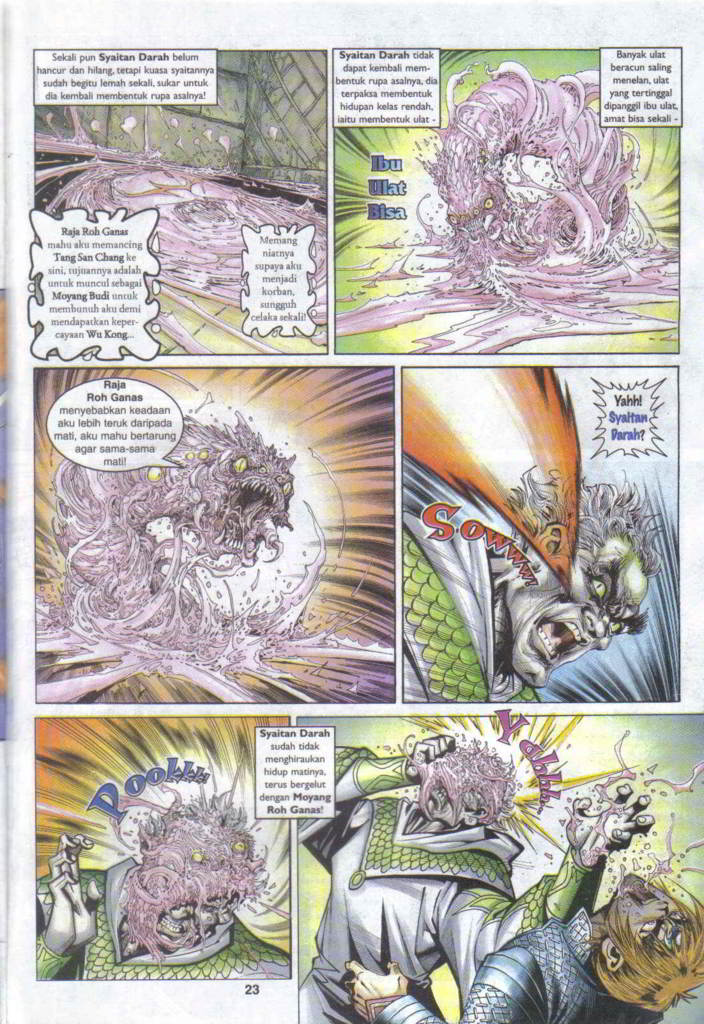 Sekali pun Syaitan Darah belum
hancur dan hilang, tetapi kuasa syaitannya
sudah begitu lemah sekali, sukar untuk
dia kembali membentuk rupa asalnya!
Raja Roh Ganas
mahu aku memancing
Tang San Chang ke
sini, tujuannya adalah
untuk muncul sebagai
Moyang Budi untuk
membunuh aku demi
mendapatkan keper-
cayaan Wu Kong...
Memang
niatnya
supaya aku
menjadi
korban,
sungguh
celaka sekali!
Syaitan Darah tidak
dapat kembali mem-
bentuk rupa asalnya, dia
terpaksa membentuk
hidupan kelas rendah,
iaitu membentuk ulat -
Banyak ulat
beracun saling
menelan, ulat
yang tertinggal
dipanggil ibu ulat,
amat bisa sekali -
Ibu
Ulat
Bisa
Raja
Roh Ganas
menyebabkan keadaan
aku lebih teruk daripada
mati, aku mahu bertarung
agar sama-sama
mati!
Yahh!
Syaitan
Darah?
Sowww
Pookkk!!
Syaitan Darah
sudah tidak
menghiraukan
hidup matinya,
terus bergelut
dengan Moyang
Roh Ganas!
Yahhh
23